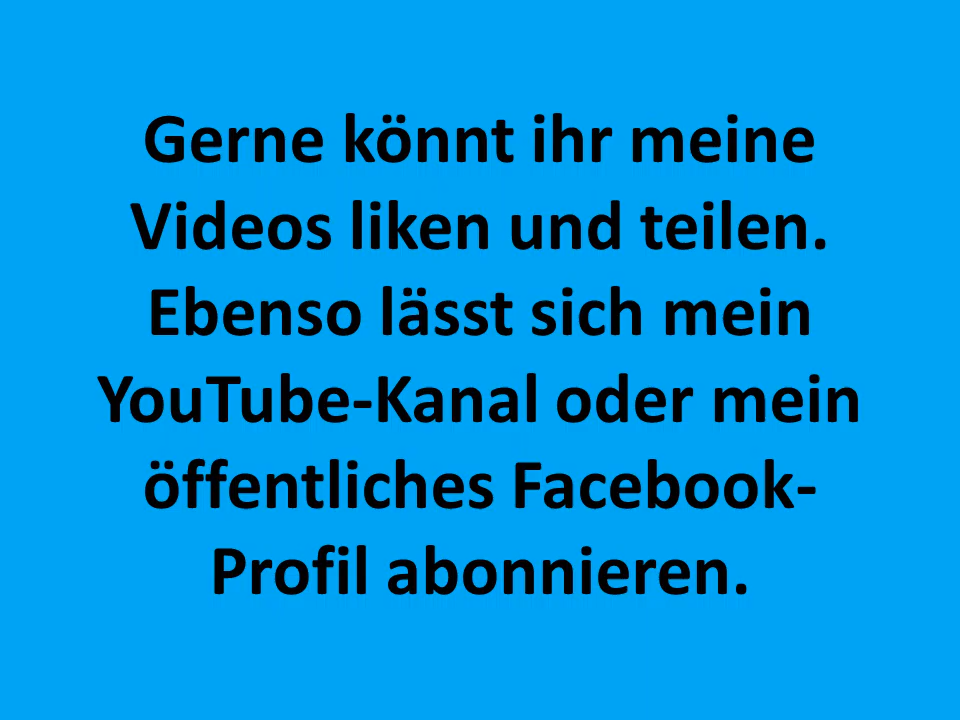 Gerne könnt ihr meine
Videos liken und teilen.
Ebenso lässt sich mein
YouTube-Kanal oder mein
öffentliches Facebook-
Profil abonnieren.